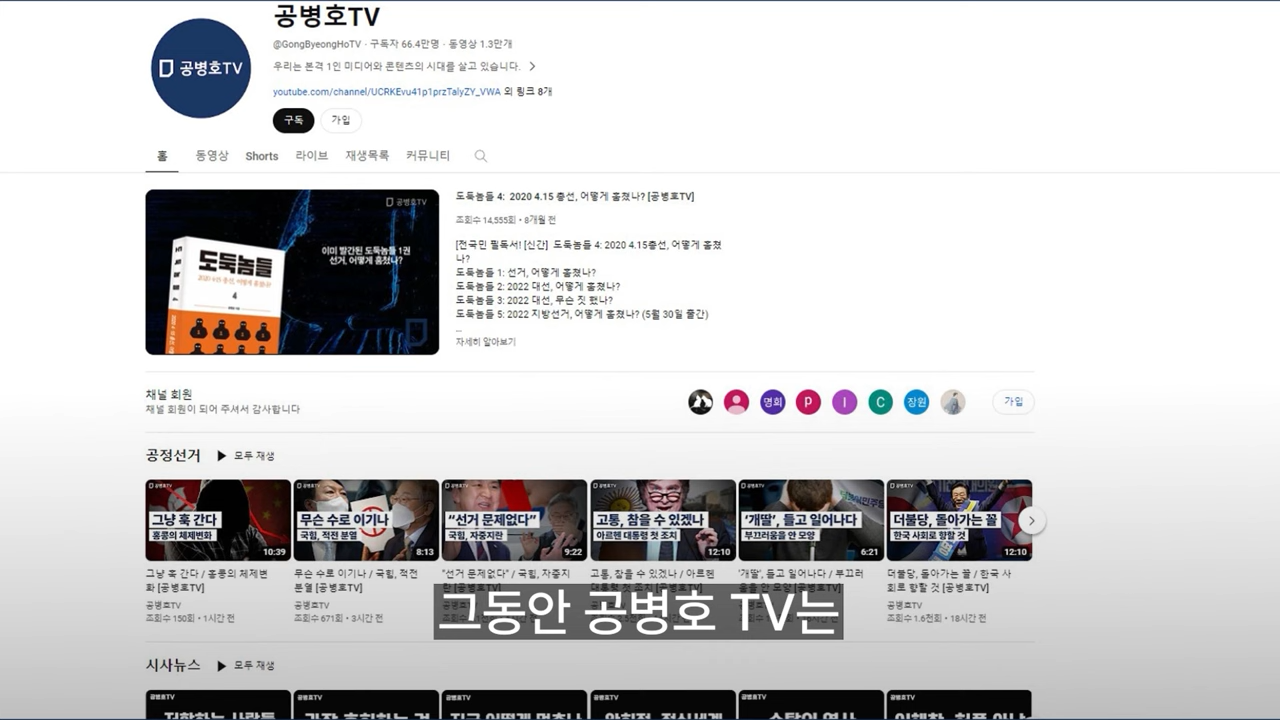 공병호TV
공병호TV
@GongByeongHoTV · 구독자 66.4만명 · 동영상 1.3만개
우리는 본격 1인 미디어와 콘텐츠의 시대를 살고 있습니다.
youtube.com/channel/UCRKEvu41p1przTalyZY_VWA 외 링크 8개
구독 가입
홈 동영상 Shorts 라이브 재생목록 커뮤니티
공병호TV
이미 발간된 도둑놈들 1권
선거, 어떻게 훔쳤나?
도둑놈들
4
도둑놈들 4: 2020 4.15 총선, 어떻게 훔쳤나? [공병호TV]
조회수 14,555회 • 8개월 전
[전국민 필독서! [신간] 도둑놈들 4: 2020 4.15총선, 어떻게 훔쳤
나?
도둑놈들 1: 선거, 어떻게 훔쳤나?
도둑놈들 2: 2022 대선, 어떻게 훔쳤나?
도둑놈들 3: 2022 대선, 무슨 짓 했나?
도둑놈들 5: 2022 지방선거, 어떻게 훔쳤나? (5월 30일 출간)
...
자세히 알아보기
채널 회원
채널 회원이 되어 주셔서 감사합니다
명희 P I C 장원 가입
공정선거 모두 재생
그냥 훅 간다
홍콩의 체제변화
10:39
무슨 수로 이기나
국힘, 적전 분열
8:13
“선거 문제없다”
국힘, 자중지란
9:22
고통, 참을 수 있겠나
아르헨 대통령 첫 조치
12:10
‘개딸’, 들고 일어나다
부끄러움을 안 모양
6:21
더불당, 돌아가는 꼴
한국 사회로 향할 것
12:10
그냥 훅 간다 / 홍콩의 체제변
화 [공병호TV]
공병호TV
조회수 150회 • 1시간 전
무슨 수로 이기나 / 국힘, 적전
분열 [공병호TV]
공병호TV
조회수 671회 • 3시간 전
"선거 문제없다" / 국힘, 자중지
고통, 참을 수 있겠나 / 아르헨
'개딸', 들고 일어나다 / 부끄러
더불당, 돌아가는 꼴 / 한국 사
회로 향할 것 [공병호TV]
공병호TV
조회수 1.6천회 • 18시간 전
그동안 공병호 TV는
시사뉴스 모두 재생
공병호TV
공병호TV
공병호TV
공병호TV
공병호TV
공병호TV